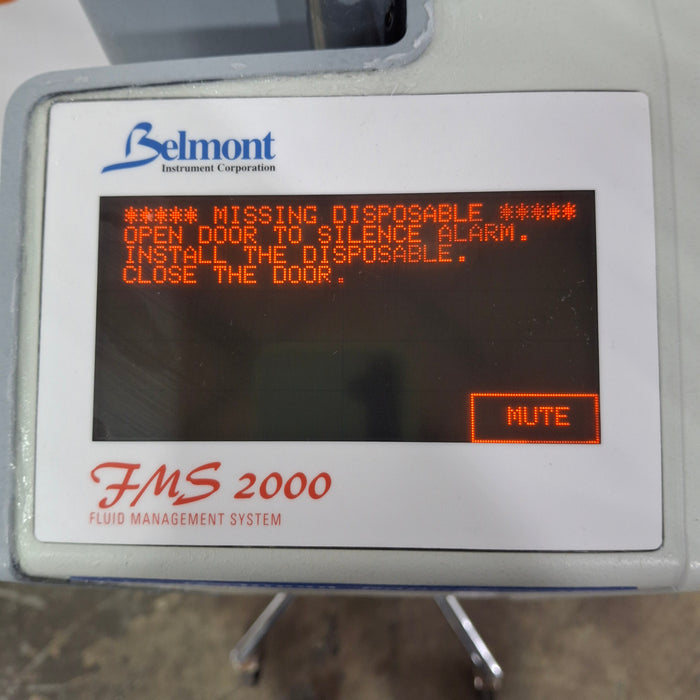 Belmont
Instrument Corporation
***** MISSING DISPOSABLE *****
OPEN DOOR TO SILENCE ALARM.
INSTALL THE DISPOSABLE.
CLOSE THE DOOR.
MUTE
FMS 2000
FLUID MANAGEMENT SYSTEM